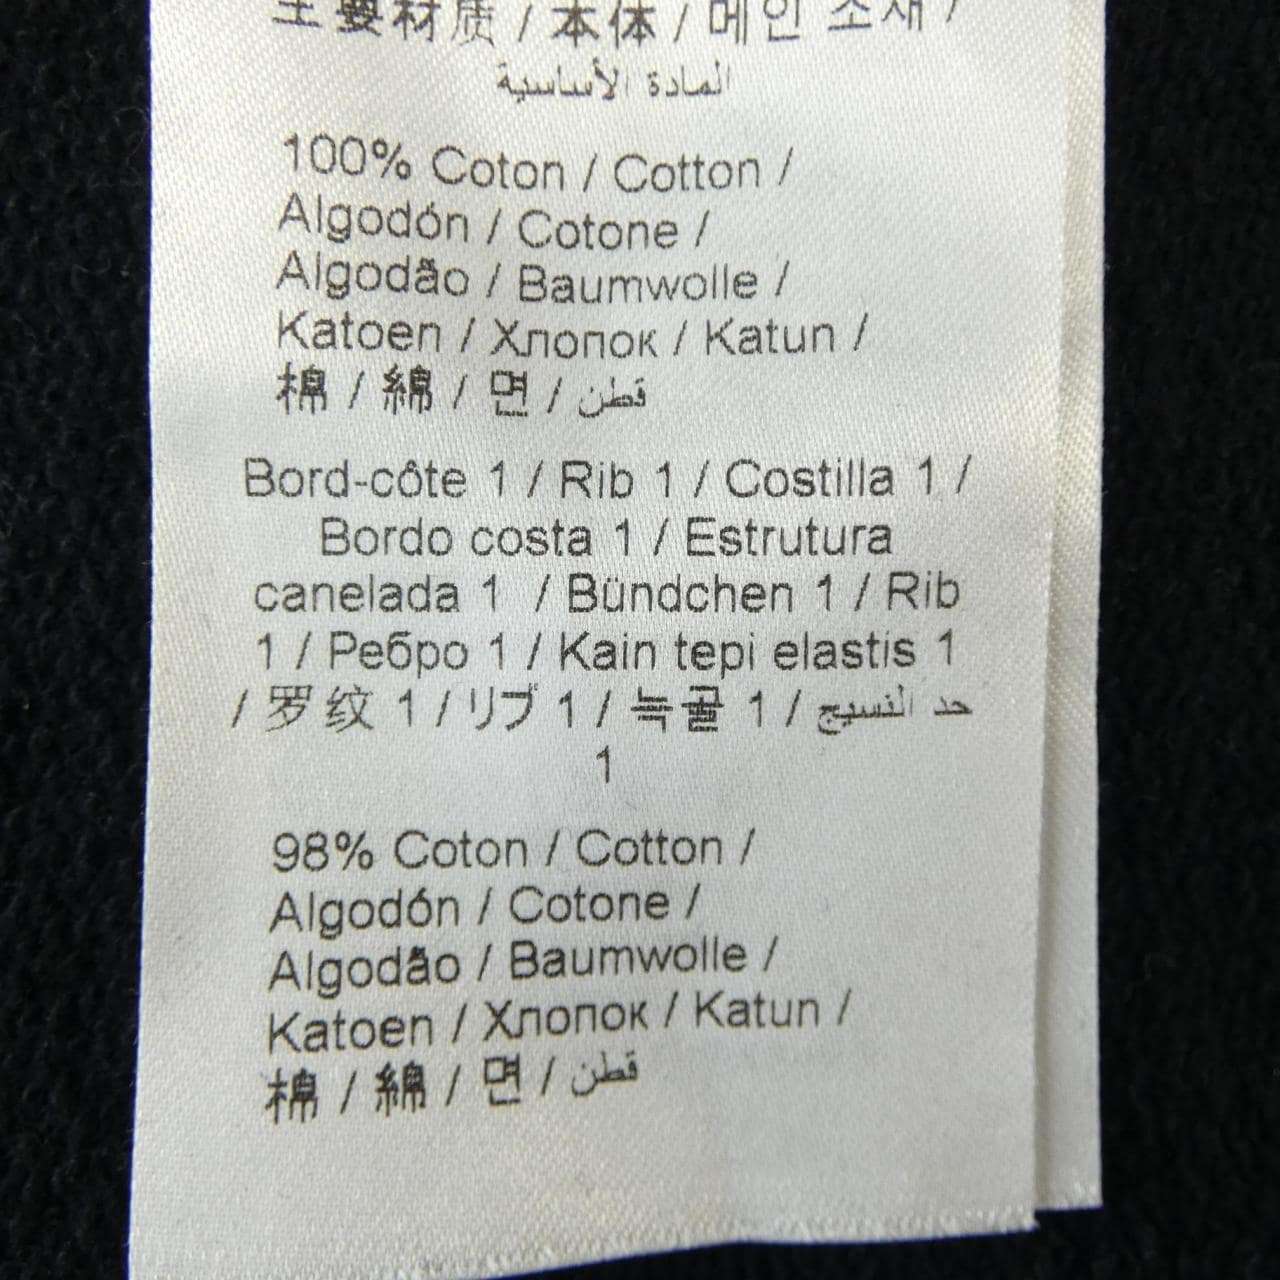 主要材质 / 本体 / 메인 소재 /
المادة الأساسية
100% Coton / Cotton /
Algodón / Cotone /
Algodão / Baumwolle /
Katoen / Хлопок / Katun /
棉 / 綿 / 면 / قطن
Bord-côte 1 / Rib 1 / Costilla 1 /
Bordo costa 1 / Estrutura
canelada 1 / Bündchen 1 / Rib
1 / Ребро 1 / Kain tepi elastis 1
/ 罗纹 1 / リブ 1 / 늑골 1 / حد النسيج
1
98% Coton / Cotton /
Algodón / Cotone /
Algodão / Baumwolle /
Katoen / Хлопок / Katun /
棉 / 綿 / 면 / قطن